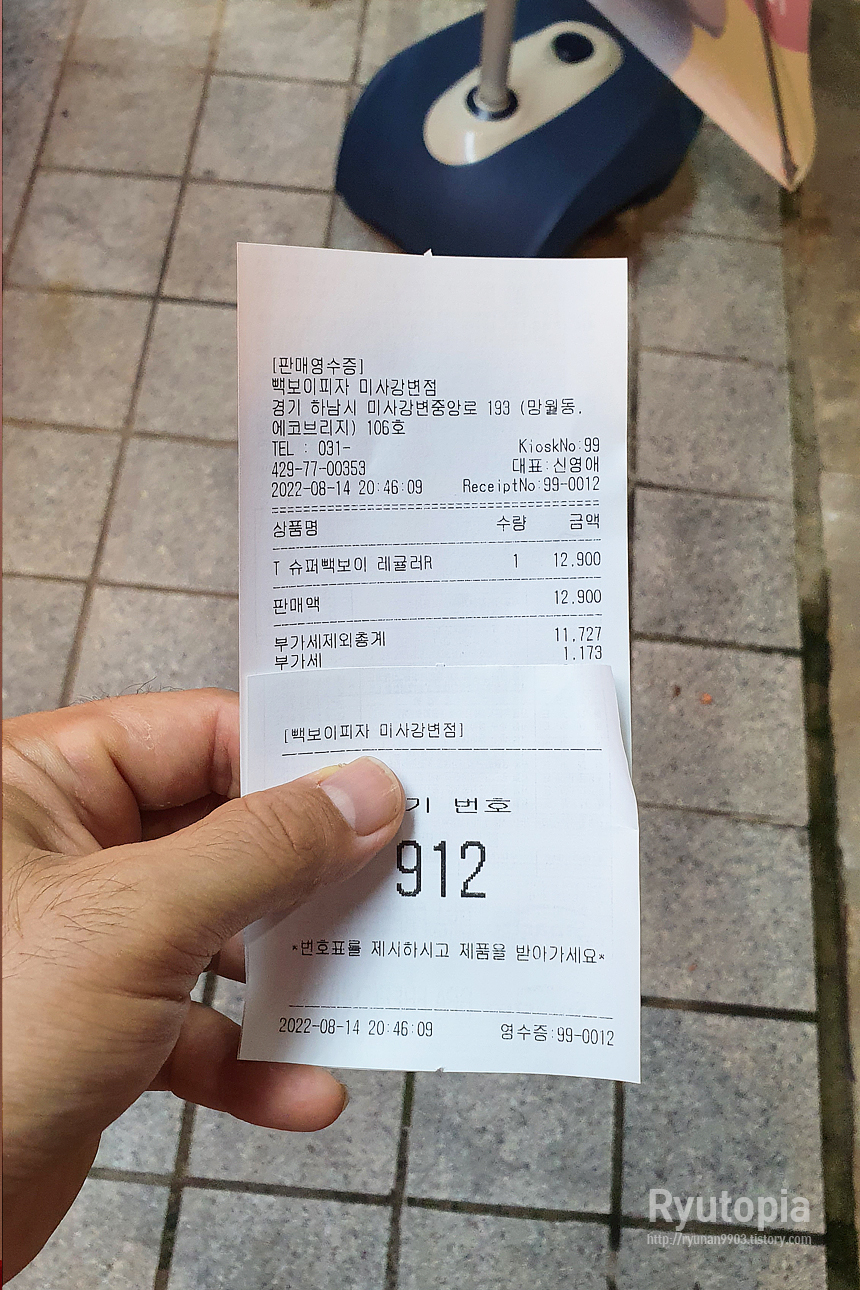 [판매영수증]
빽보이피자 미사강변점
경기 하남시 미사강변중앙로 193 (망월동,
에코브리지) 106호
TEL : 031- KioskNo:99
429-77-00353 대표:신영애
2022-08-14 20:46:09 ReceiptNo:99-0012
상품명 수량 금액
T 슈퍼빽보이 레귤러R 1 12,900
판매액 12,900
부가세제외총계 11,727
부가세 1,173
[빽보이피자 미사강변점]
기 번호
912
*번호표를 제시하시고 제품을 받아가세요*
2022-08-14 20:46:09 영수증:99-0012
Ryutopia
http://ryunan9903.tistory.com